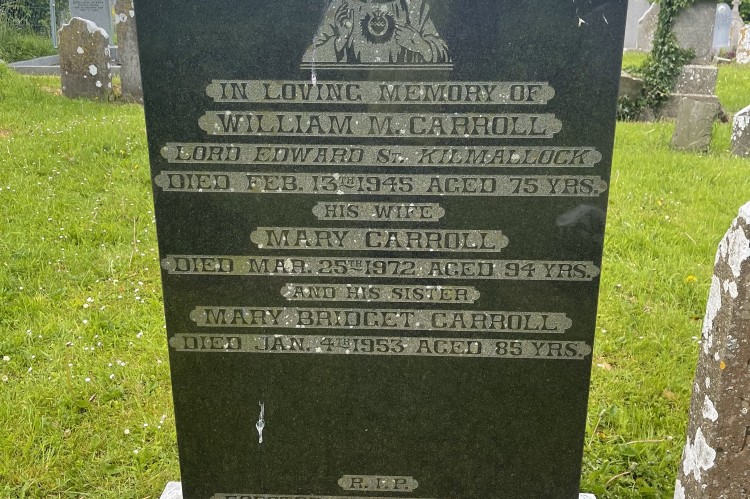 IN LOVING MEMORY OF
WILLIAM M. CARROLL
LORD EDWARD ST. KILMALLOCK
DIED FEB. 13TH 1945 AGED 75 YRS.
HIS WIFE
MARY CARROLL
DIED MAR. 25TH 1972 AGED 94 YRS.
AND HIS SISTER
MARY BRIDGET CARROLL
DIED JAN. 4TH 1953 AGED 85 YRS.
R.I.P.